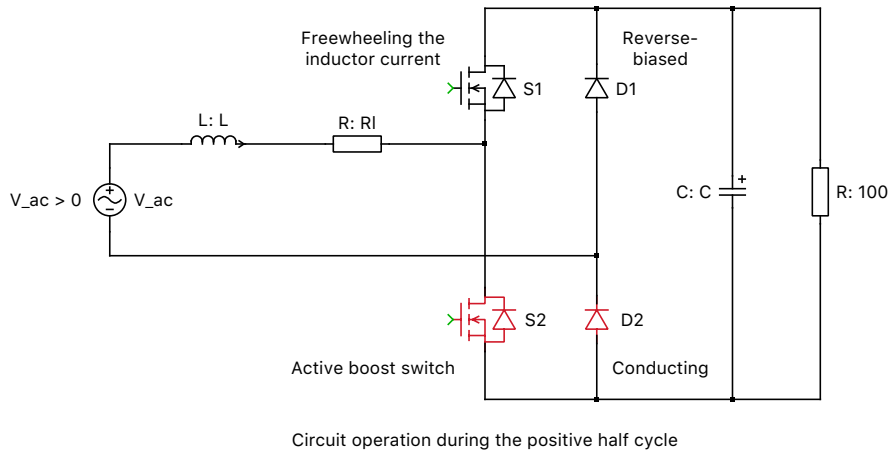 Freewheeling the
inductor current
Reverse-
biased
S1
D1
L: L
R: Rl
V_ac > 0
V_ac
C: C
+
R: 100
S2
D2
Active boost switch
Conducting
Circuit operation during the positive half cycle